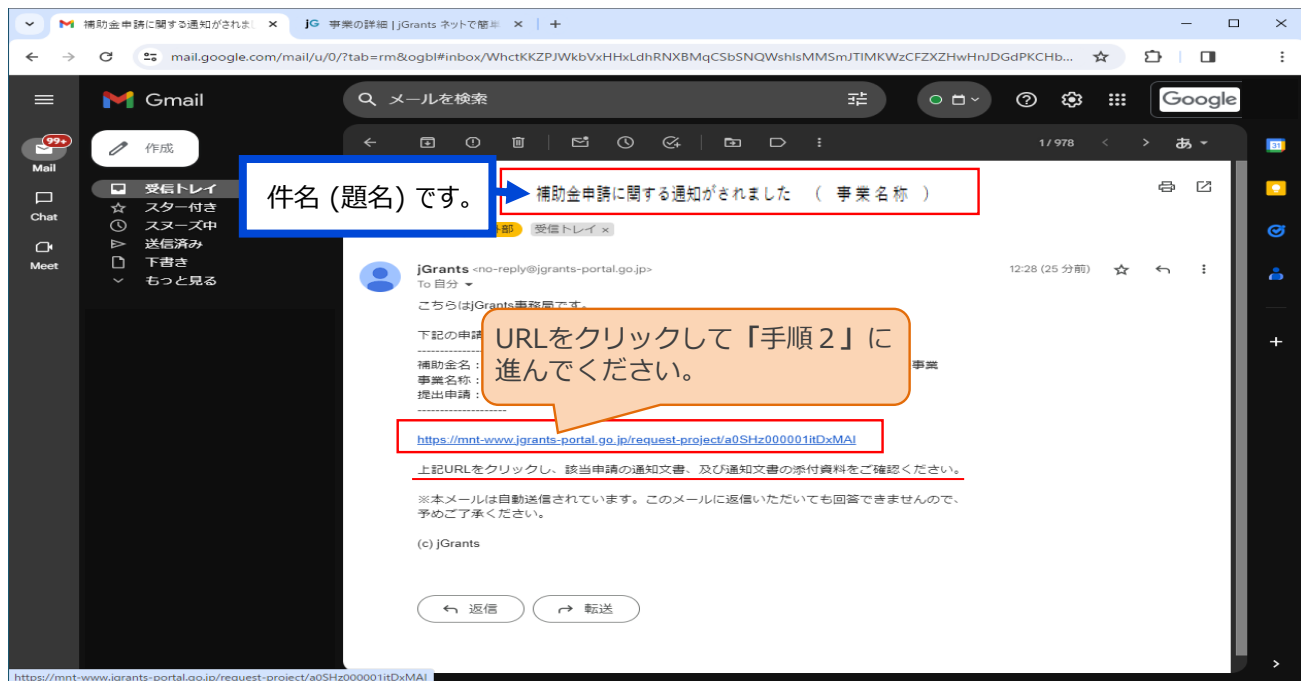 補助金申請に関する通知がされま
事業の詳細 | jGrants ネットで簡単
mail.google.com/mail/u/0/?tab=rm&ogbl#inbox/WhctKKZPJWkbVxHHxLdhRNXBMqCSbSNQWshlsMMSmJTlMKWzCFZXZHwHnJDGdPKCHb...
Gmail
メールを検索
Google
99+
Mail
Chat
Meet
作成
受信トレイ
スター付き
スヌーズ中
送信済み
下書き
もっと見る
1 / 978
あ
31
件名 (題名) です。
補助金申請に関する通知がされました （ 事業名称 ）
部
受信トレイ ×
jGrants <no-reply@jgrants-portal.go.jp>
12:28 (25 分前)
To 自分
こちらはjGrants事務局です。
下記の申請
--------------------
補助金名：
事業
事業名称：
提出申請：
--------------------
URLをクリックして『手順２』に
進んでください。
https://mnt-www.jgrants-portal.go.jp/request-project/a0SHz000001itDxMAI
上記URLをクリックし、該当申請の通知文書、及び通知文書の添付資料をご確認ください。
※本メールは自動送信されています。このメールに返信いただいても回答できませんので、
予めご了承ください。
(c) jGrants
返信
転送
https://mnt-www.jgrants-portal.go.jp/request-project/a0SHz000001itDxMAI